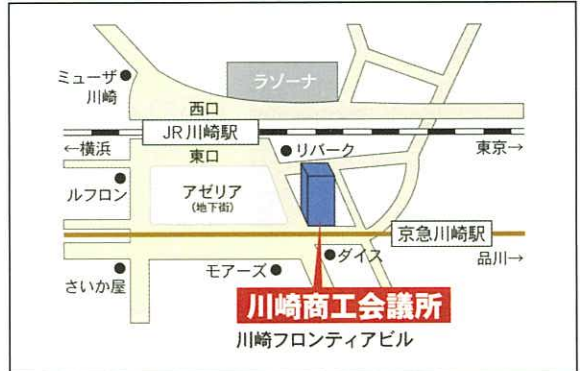 ミューザ
川崎
ラゾーナ
西口
JR川崎駅
←横浜
東口
リバーク
東京→
ルフロン
アゼリア
(地下街)
京急川崎駅
さいか屋
モアーズ
ダイス
品川→
川崎商工会議所
川崎フロンティアビル